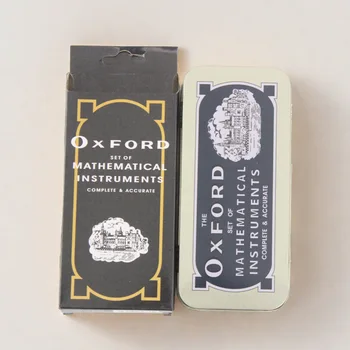 OXFORD
SET OF
MATHEMATICAL
INSTRUMENTS
COMPLETE & ACCURATE
THE
OXFORD
SET OF
MATHEMATICAL
INSTRUMENTS
COMPLETE & ACCURATE